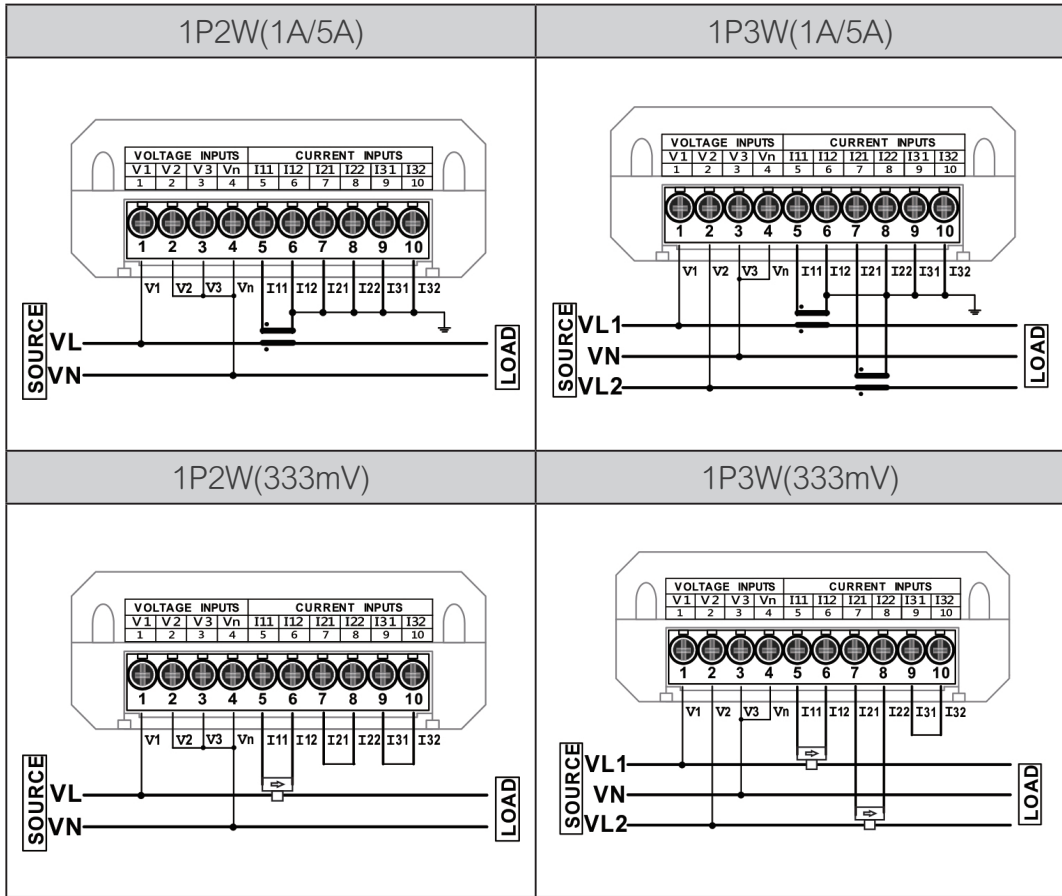 1P2W(1A/5A)
VOLTAGE INPUTS CURRENT INPUTS
V1 V2 V3 Vn I11 I12 I21 I22 I31 I32
1 2 3 4 5 6 7 8 9 10
1 2 3 4 5 6 7 8 9 10
V1 V2 V3 Vn I11 I12 I21 I22 I31 I32
SOURCE
VL
VN
LOAD
1P3W(1A/5A)
VOLTAGE INPUTS CURRENT INPUTS
V1 V2 V3 Vn I11 I12 I21 I22 I31 I32
1 2 3 4 5 6 7 8 9 10
1 2 3 4 5 6 7 8 9 10
V1 V2 V3 Vn I11 I12 I21 I22 I31 I32
SOURCE
VL1
VN
VL2
LOAD
1P2W(333mV)
VOLTAGE INPUTS CURRENT INPUTS
V1 V2 V3 Vn I11 I12 I21 I22 I31 I32
1 2 3 4 5 6 7 8 9 10
1 2 3 4 5 6 7 8 9 10
V1 V2 V3 Vn I11 I12 I21 I22 I31 I32
SOURCE
VL
VN
LOAD
1P3W(333mV)
VOLTAGE INPUTS CURRENT INPUTS
V1 V2 V3 Vn I11 I12 I21 I22 I31 I32
1 2 3 4 5 6 7 8 9 10
1 2 3 4 5 6 7 8 9 10
V1 V2 V3 Vn I11 I12 I21 I22 I31 I32
SOURCE
VL1
VN
VL2
LOAD